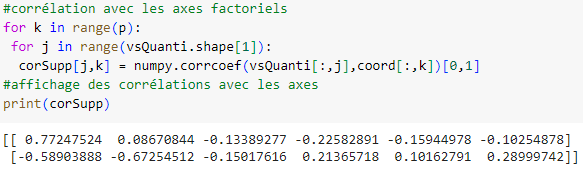 #corrélation avec les axes factoriels
for k in range(p):
 for j in range(vsQuanti.shape[1]):
  corSupp[j,k] = numpy.corrcoef(vsQuanti[:,j],coord[:,k])[0,1]
#affichage des corrélations avec les axes
print(corSupp)
[[ 0.77247524  0.08670844 -0.13389277 -0.22582891 -0.15944978 -0.10254878]
 [-0.58903888 -0.67254512 -0.15017616  0.21365718  0.10162791  0.28999742]]